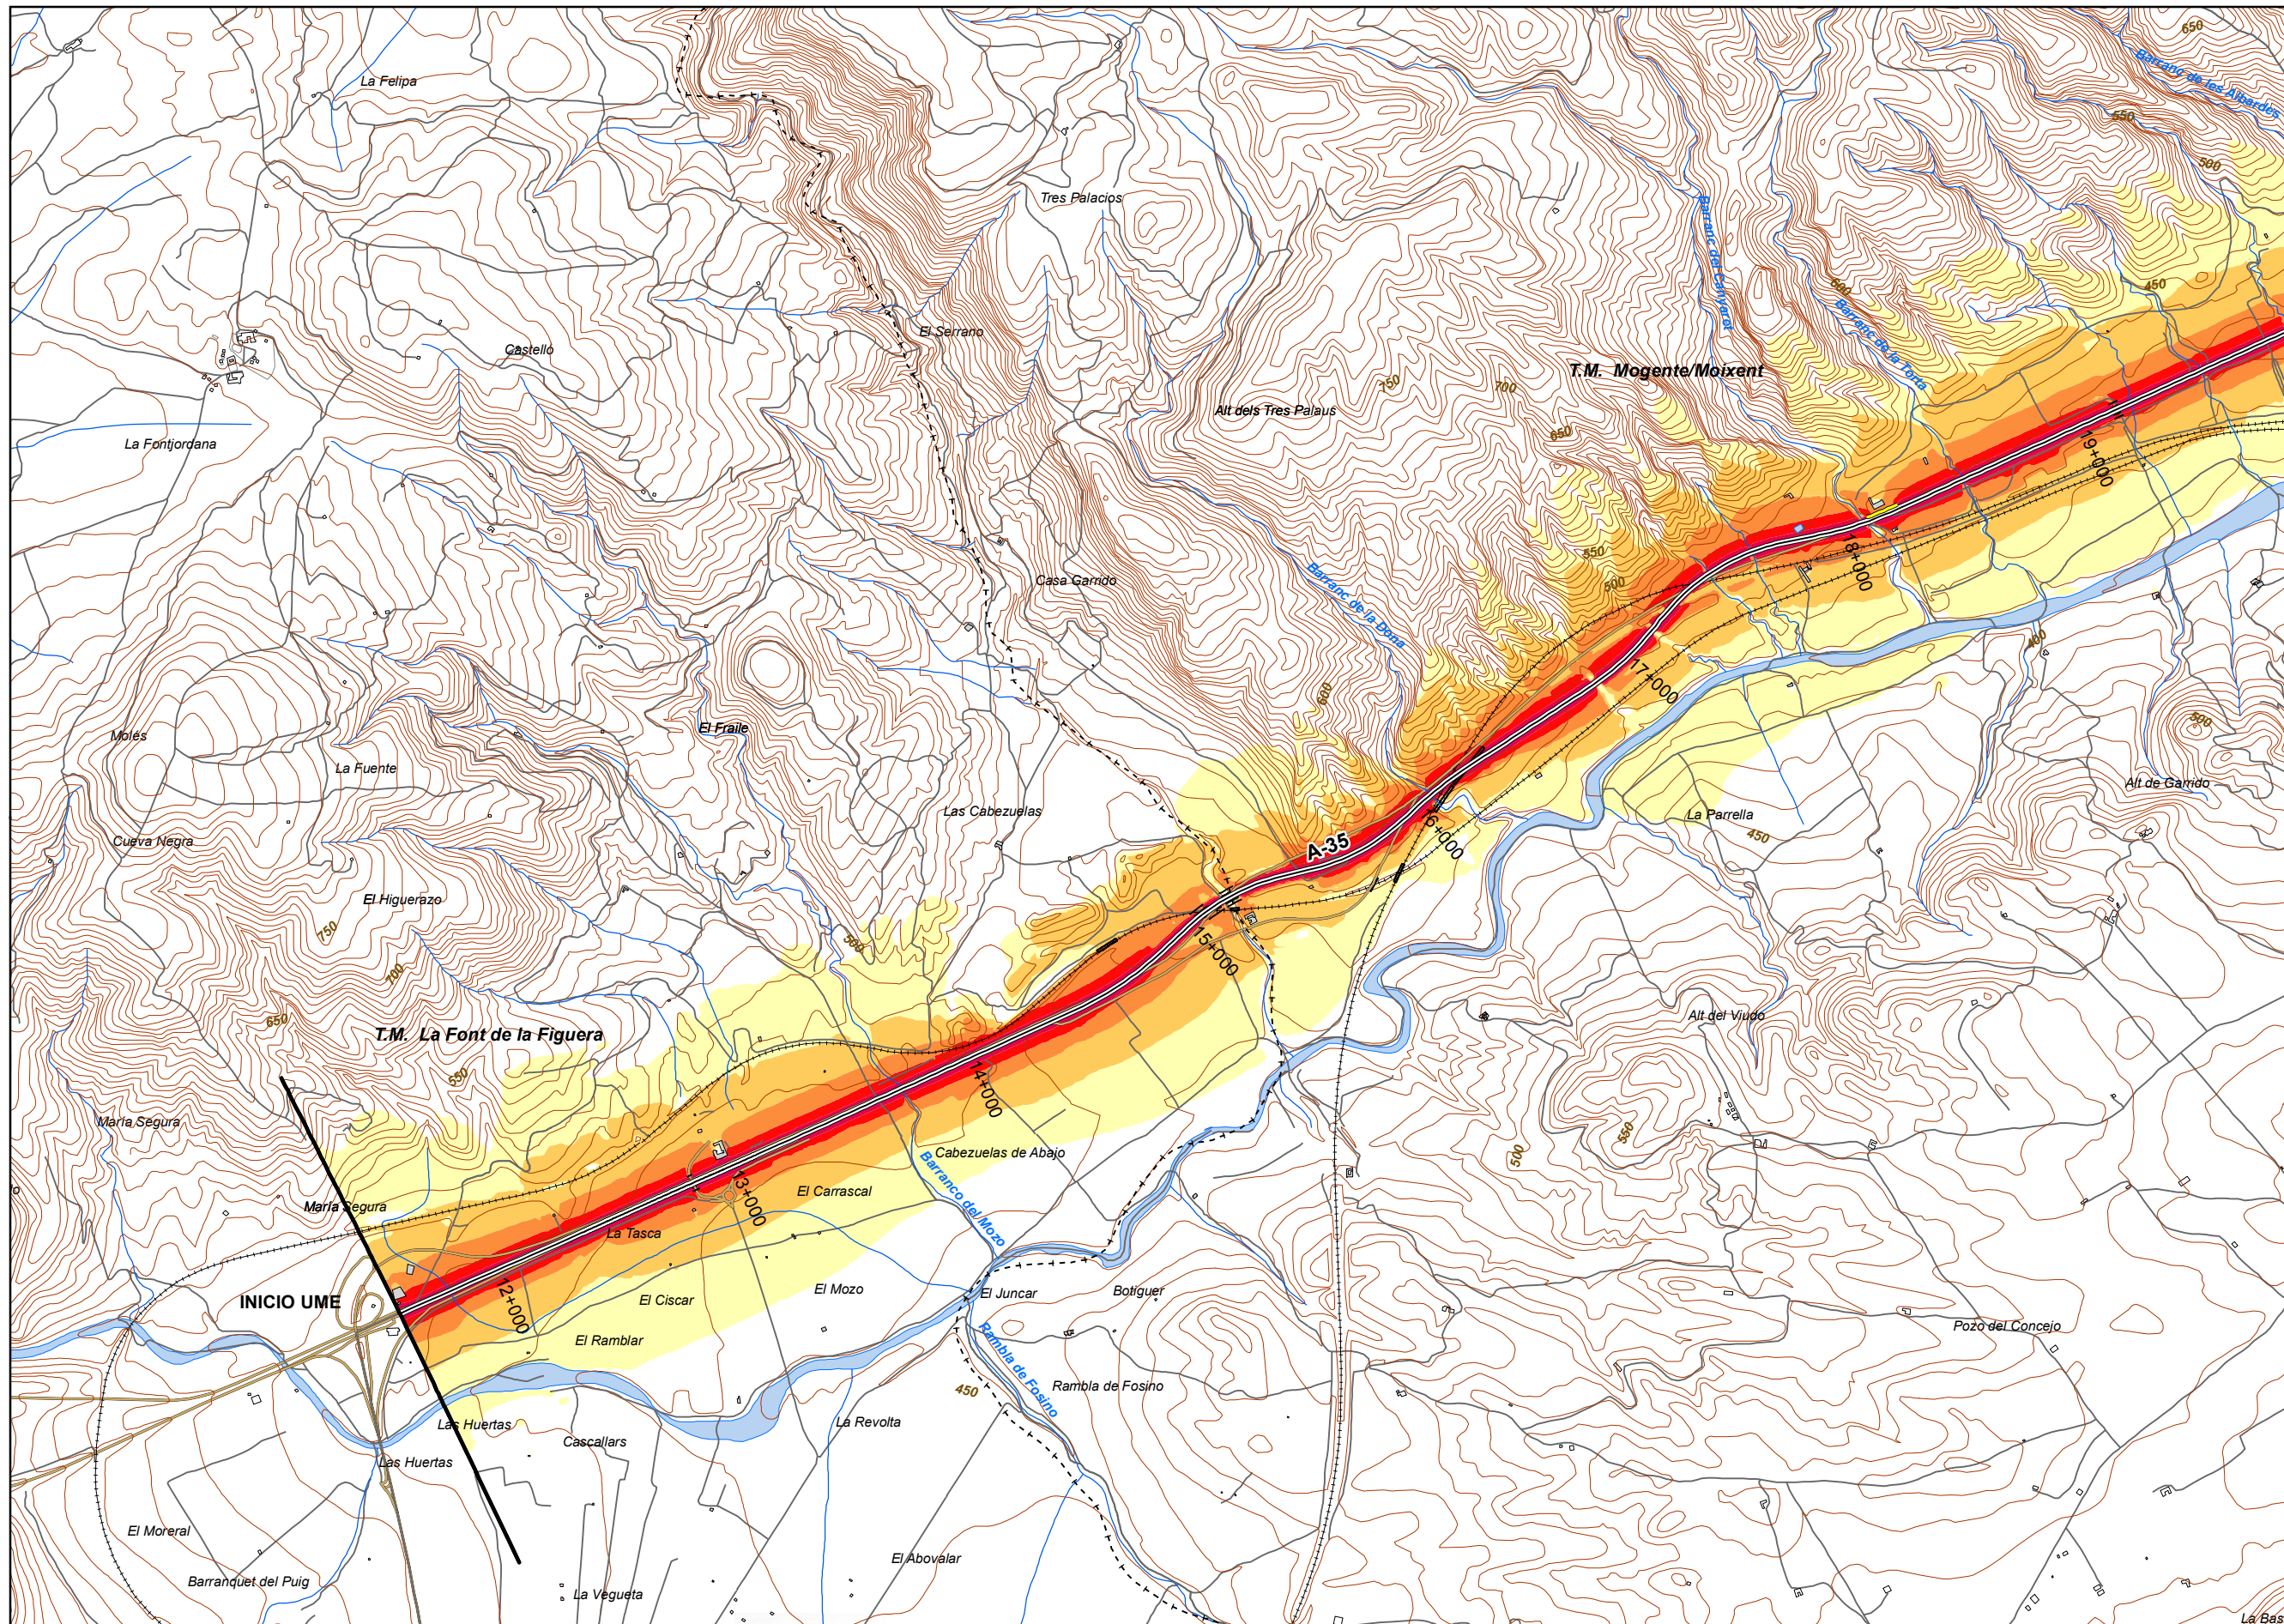 650
Barranc de les Albardes
La Felipa
550
500
Tres Palacios
Barranc del Canyaret
450
600
Barranc de la Torta
El Serrano
Castelló
T.M. Mogente/Moixent
750
700
Alt dels Tres Palaus
650
La Fontjordana
19+000
550
18+000
500
Casa Garrido
Barranc de la Dona
400
17+000
600
500
El Fraile
Molés
La Fuente
Alt de Garrido
Las Cabezuelas
La Parrella
450
16+000
Cueva Negra
A-35
El Higuerazo
750
500
15+000
700
650
Alt del Viudo
T.M. La Font de la Figuera
550
14+000
María Segura
550
500
Cabezuelas de Abajo
13+000
El Carrascal
Barranco del Mozo
María Segura
La Tasca
El Mozo
El Juncar
Botiguer
INICIO UME
12+000
El Ciscar
Pozo del Concejo
El Ramblar
Rambla de Fosino
450
Rambla de Fosino
Las Huertas
La Revolta
Cascallars
Las Huertas
El Moreral
El Abovalar
Barranquet del Puig
La Vegueta
La Bas